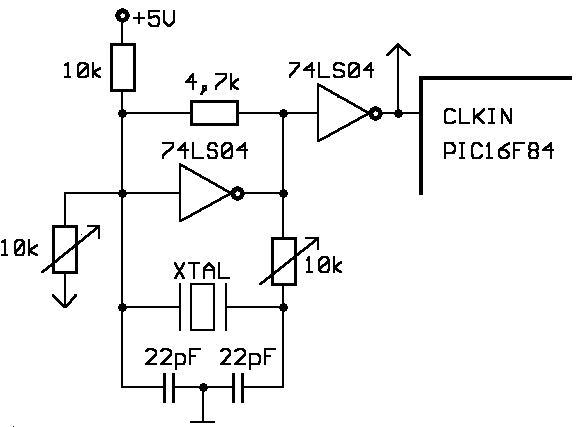 +5V
10k
4,7k
74LS04
CLKIN
PIC16F84
74LS04
10k
10k
XTAL
22pF 22pF